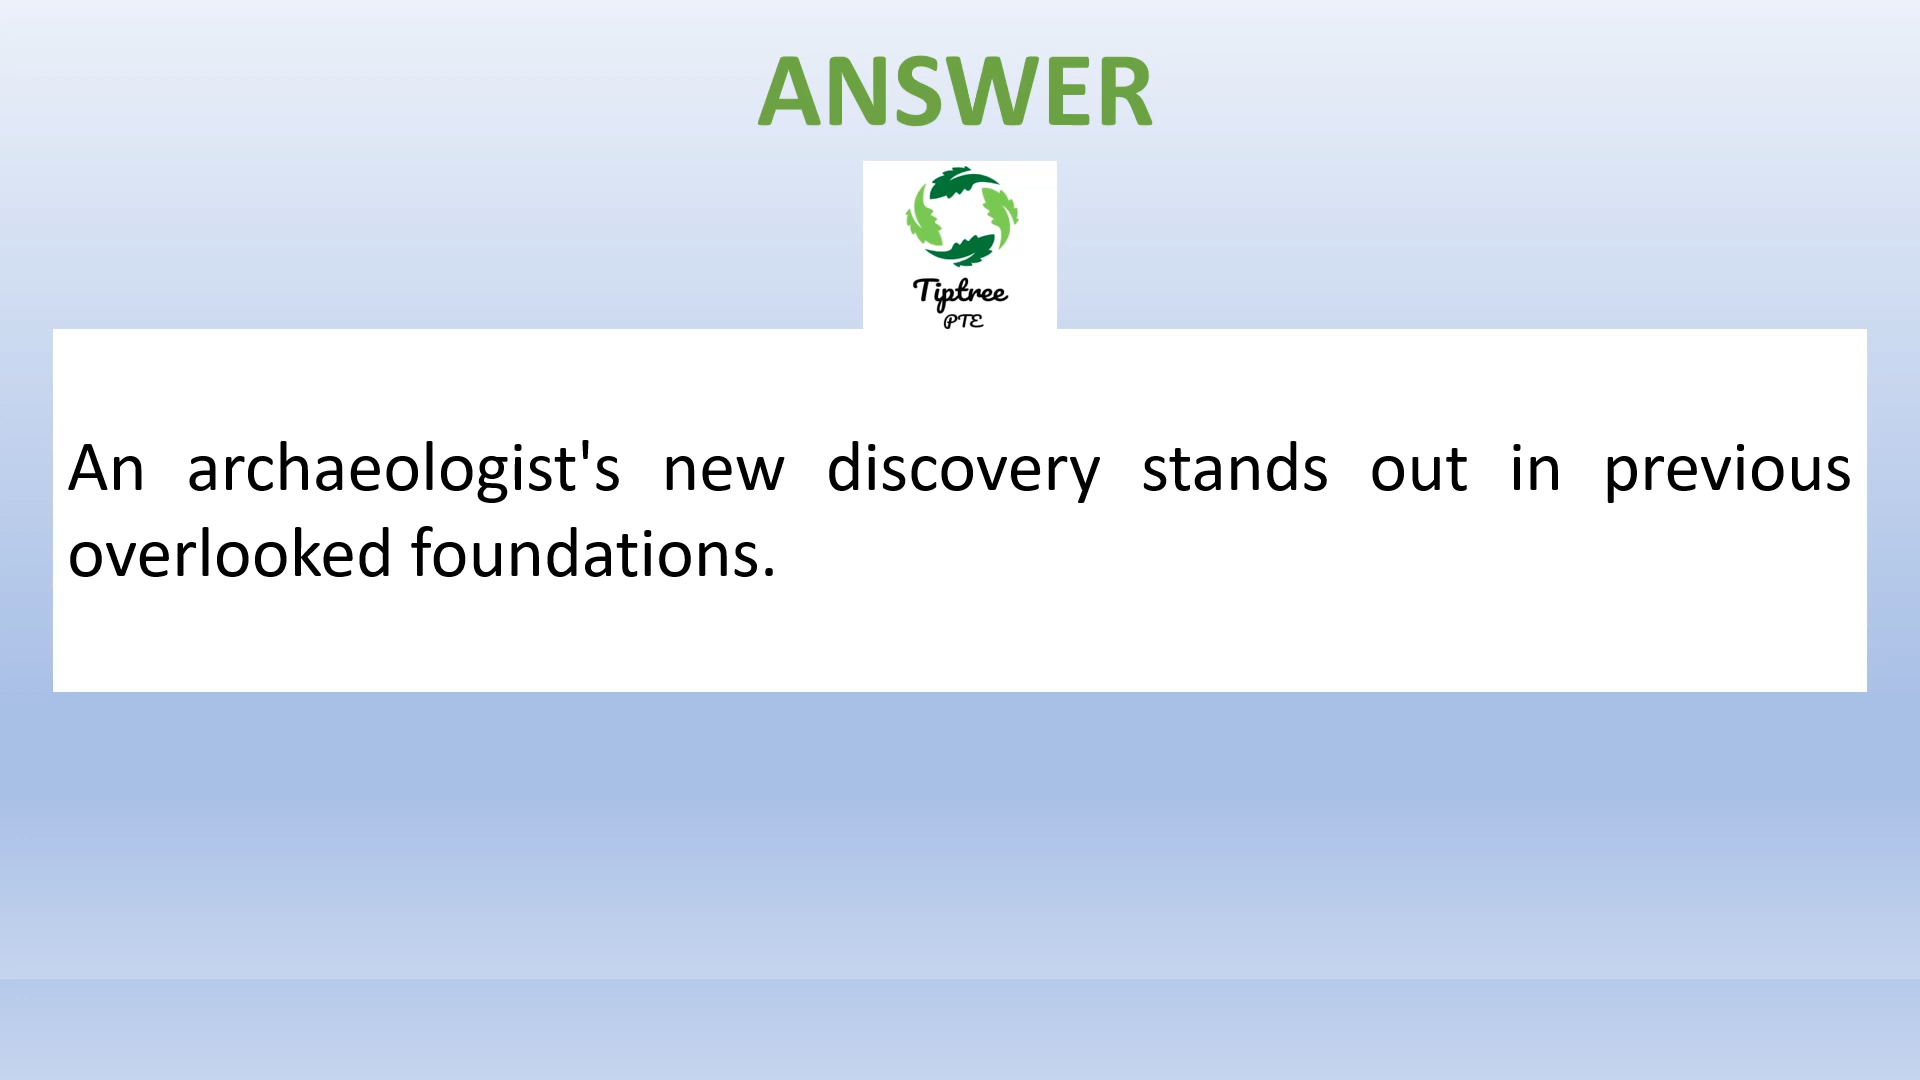 ANSWER
Tiptree
PTE
An archaeologist's new discovery stands out in previous
overlooked foundations.